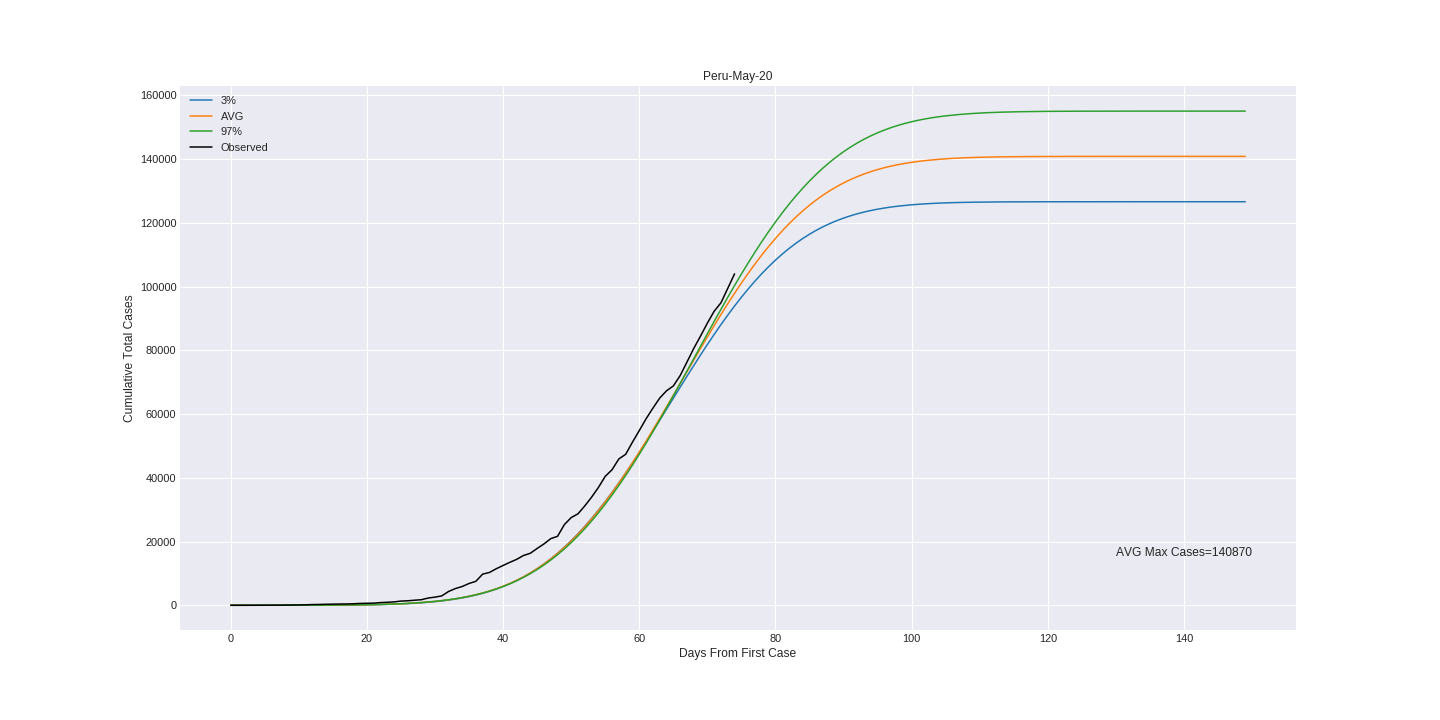 Peru-May-20
3%
AVG
97%
Observed
160000
140000
120000
100000
80000
60000
40000
20000
0
Cumulative Total Cases
AVG Max Cases=140870
0 20 40 60 80 100 120 140
Days From First Case